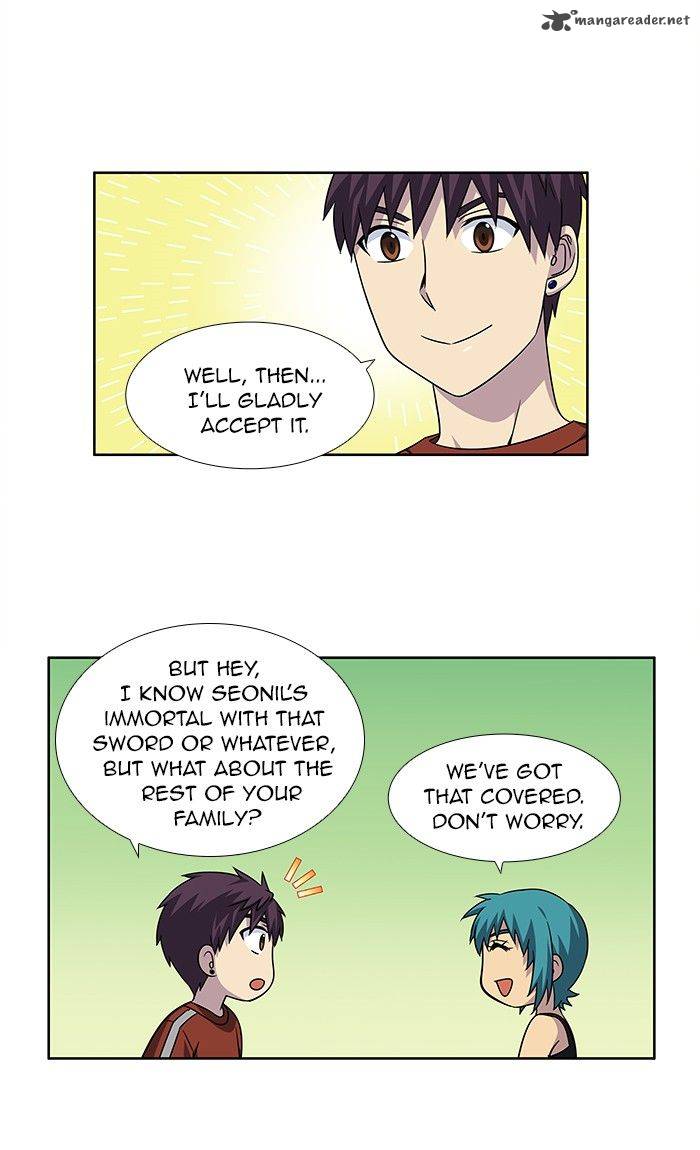 mangareader.net
WELL, THEN...
I'LL GLADLY
ACCEPT IT.
BUT HEY,
I KNOW SEONIL'S
IMMORTAL WITH THAT
SWORD OR WHATEVER,
BUT WHAT ABOUT THE
REST OF YOUR
FAMILY?
WE'VE GOT
THAT COVERED.
DON'T WORRY.